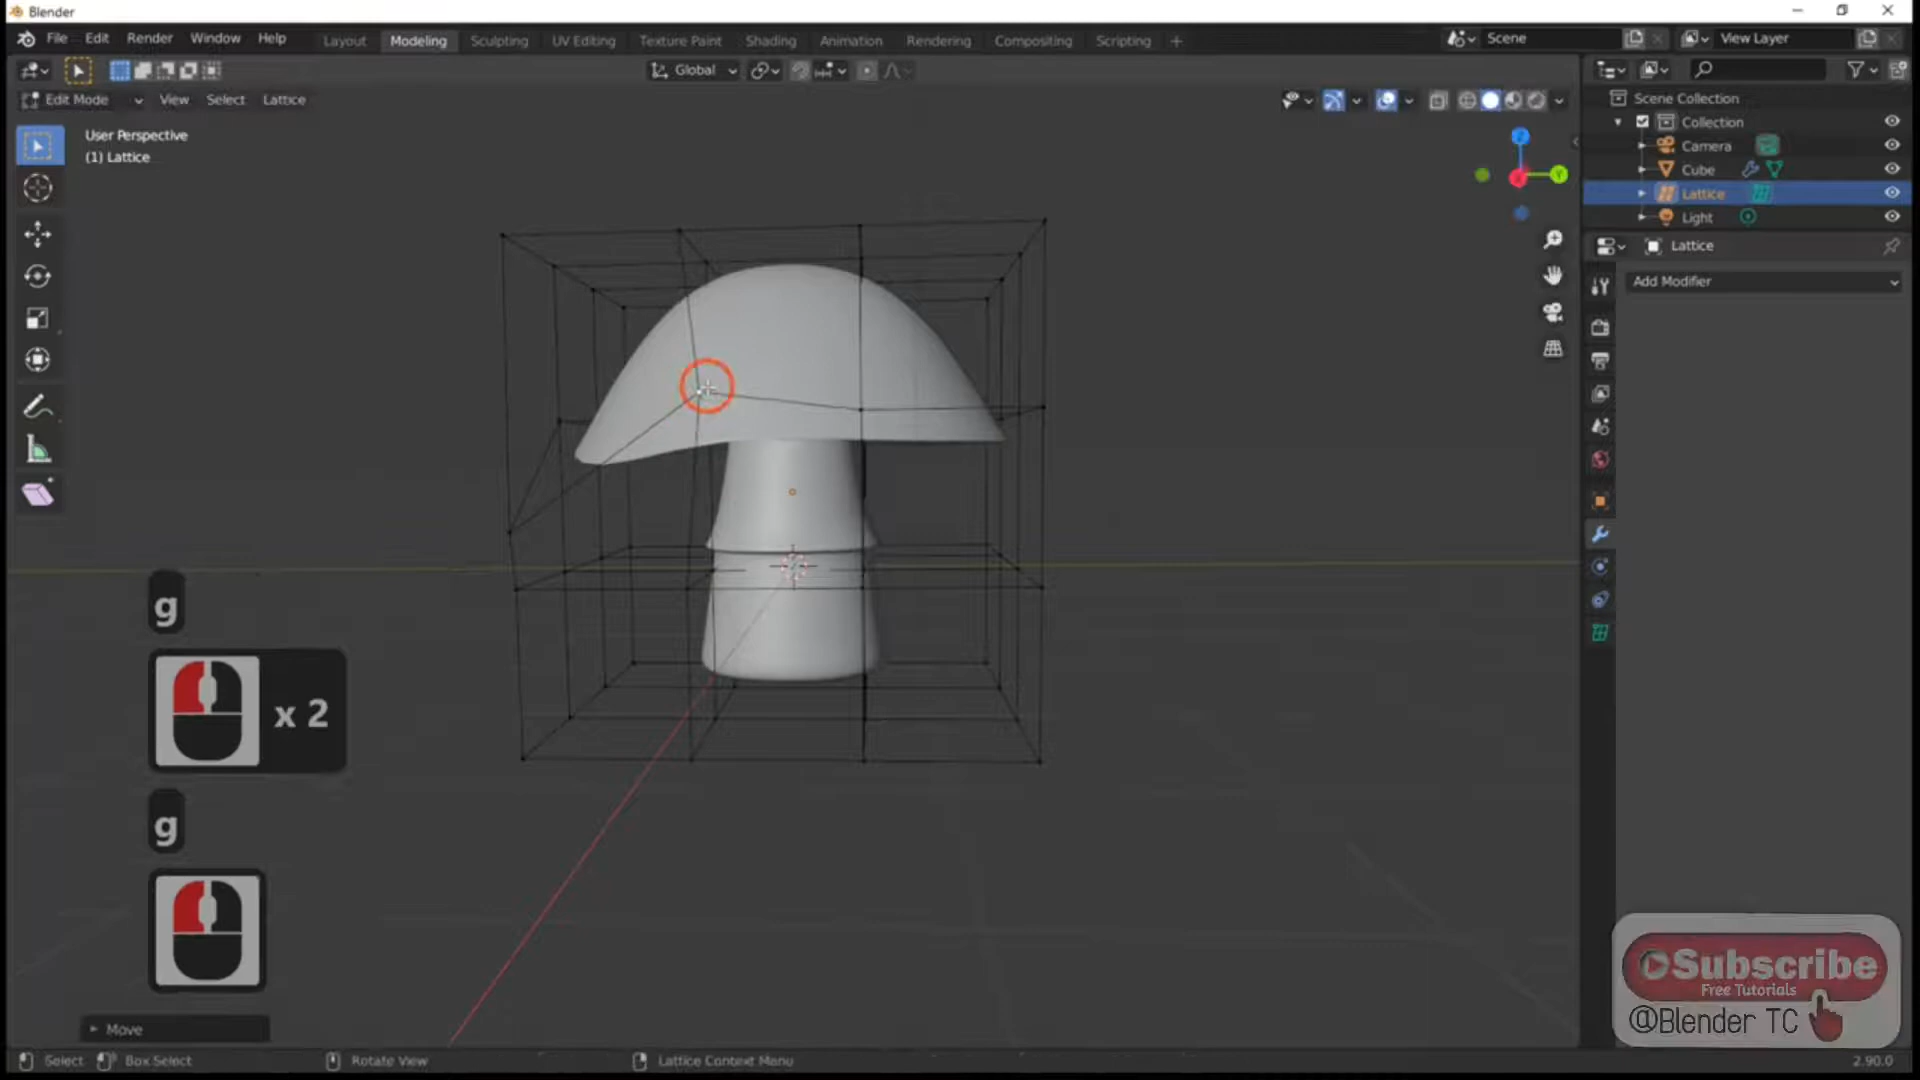 Blender
File Edit Render Window Help Layout Modeling Sculpting UV Editing Texture Paint Shading Animation Rendering Compositing Scripting + Scene View Layer
Global
Edit Mode View Select Lattice
User Perspective
(1) Lattice
Z
Y
X
Scene Collection
Collection
Camera
Cube
Lattice
Light
Lattice
Add Modifier
g
x 2
g
Move
Subscribe
Free Tutorials
@Blender TC
Select Box Select Rotate View Lattice Context Menu 2.90.0